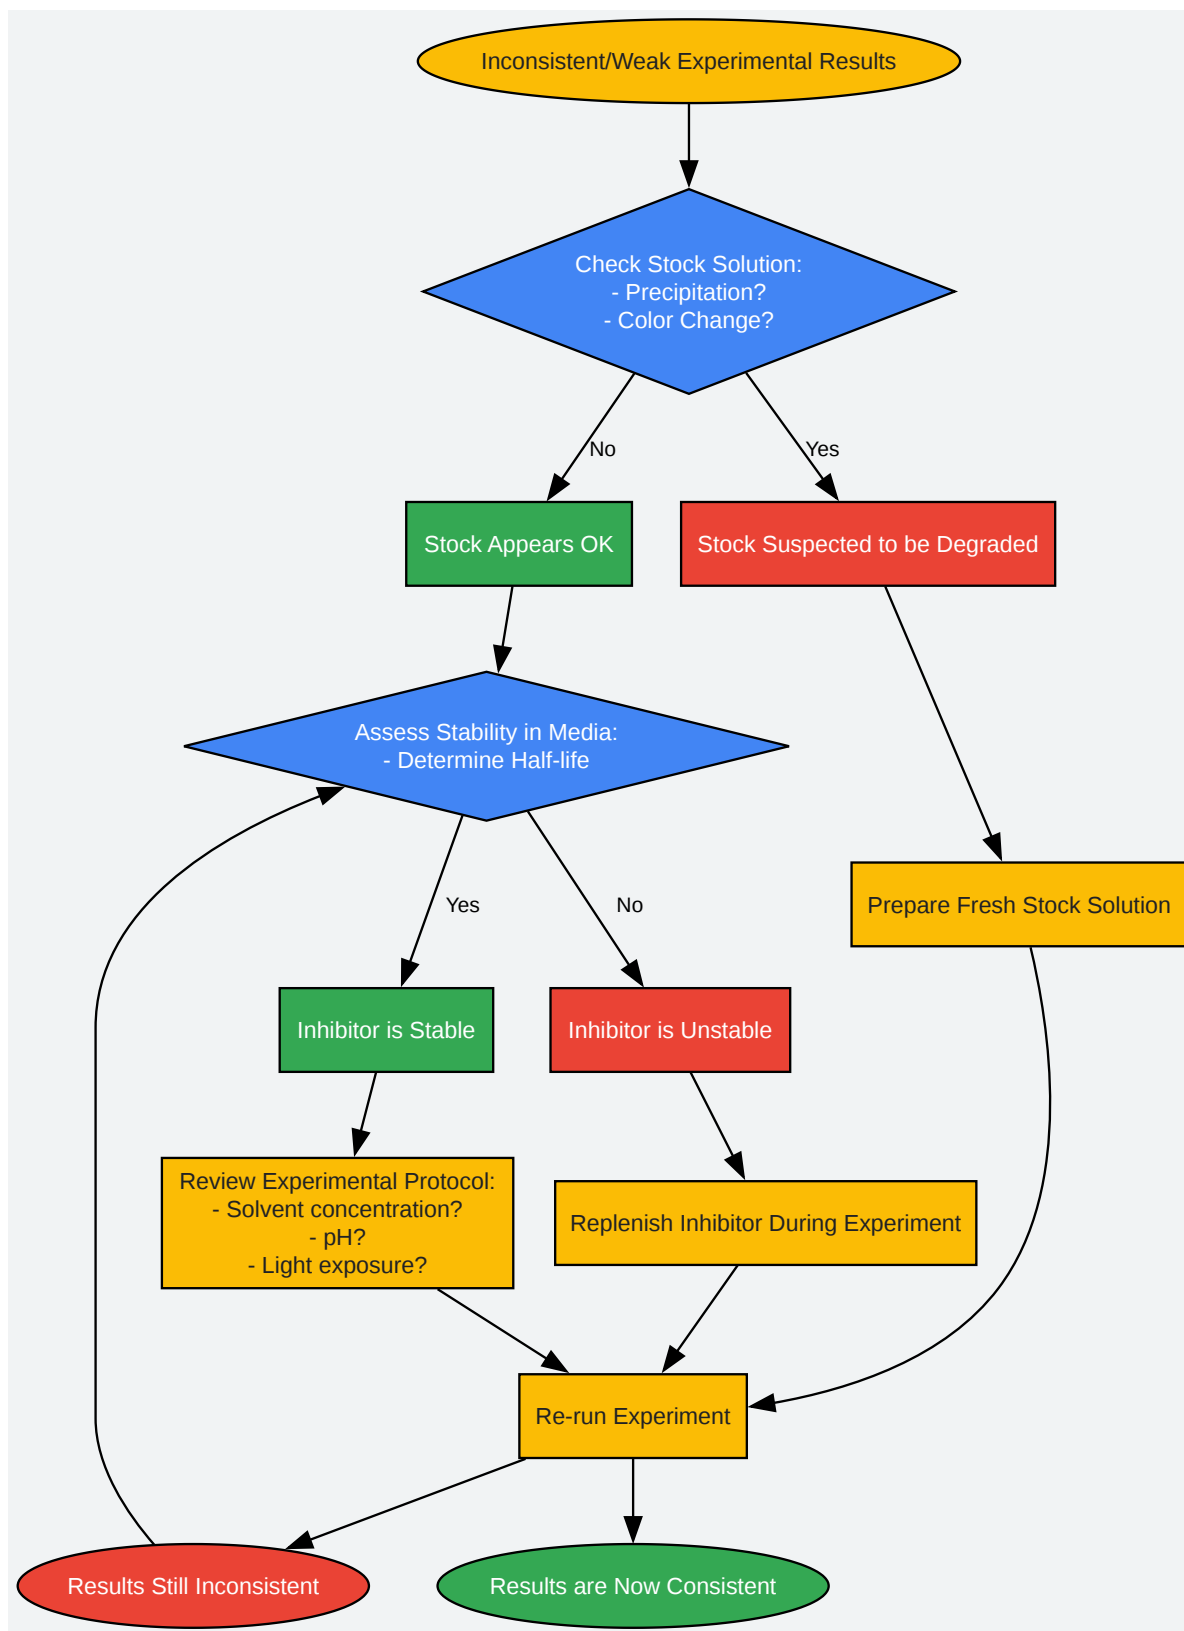 Inconsistent/Weak Experimental Results
Check Stock Solution:
- Precipitation?
- Color Change?
No
Yes
Stock Appears OK
Stock Suspected to be Degraded
Assess Stability in Media:
- Determine Half-life
Yes
No
Prepare Fresh Stock Solution
Inhibitor is Stable
Inhibitor is Unstable
Review Experimental Protocol:
- Solvent concentration?
- pH?
- Light exposure?
Replenish Inhibitor During Experiment
Re-run Experiment
Results Still Inconsistent
Results are Now Consistent